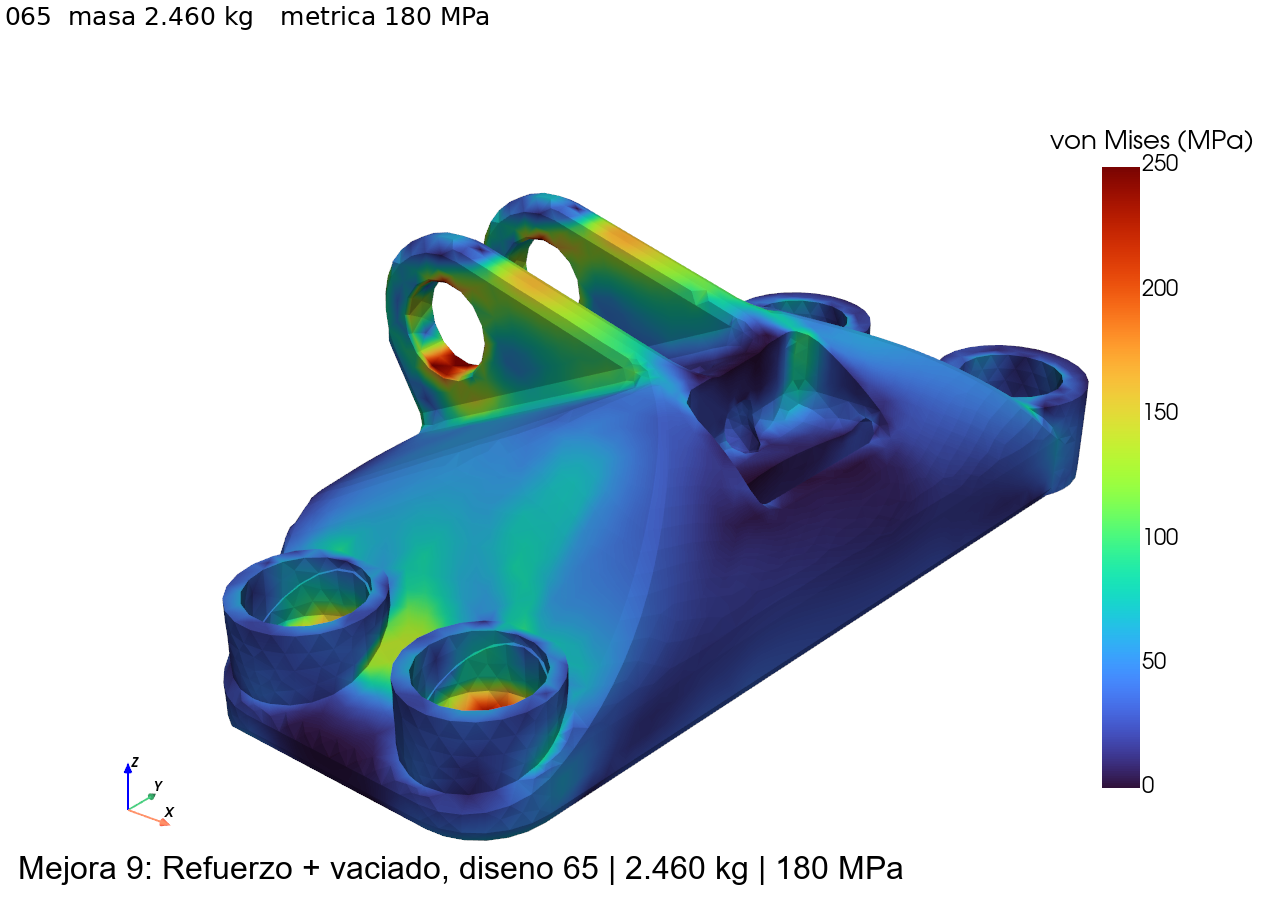 065  masa 2.460 kg   metrica 180 MPa
von Mises (MPa)
250
200
150
100
50
0
Z
Y
X
Mejora 9: Refuerzo + vaciado, diseno 65 | 2.460 kg | 180 MPa